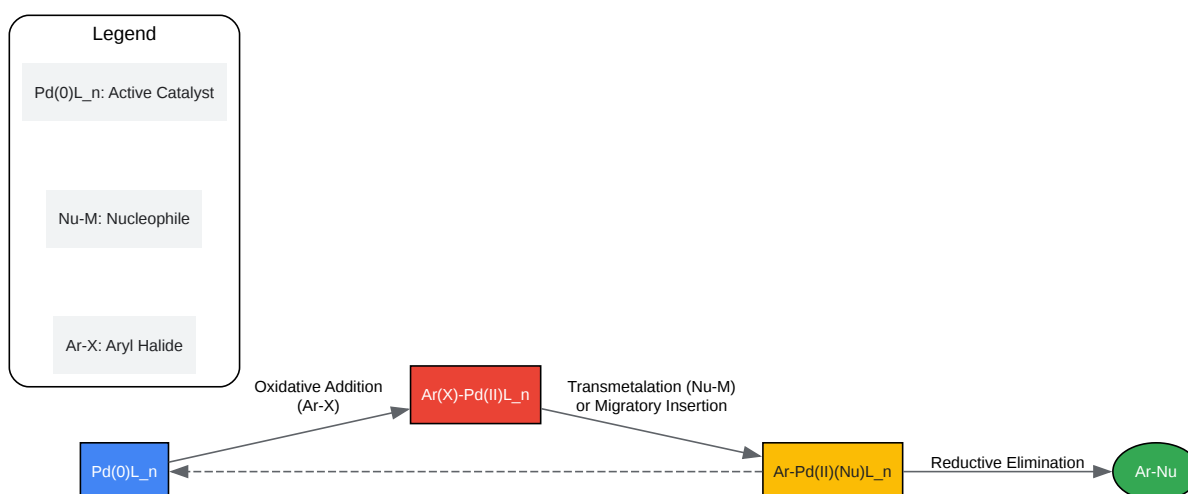 Legend
Pd(0)L_n: Active Catalyst
Nu-M: Nucleophile
Ar-X: Aryl Halide
Oxidative Addition
(Ar-X)
Ar(X)-Pd(II)L_n
Transmetalation (Nu-M)
or Migratory Insertion
Pd(0)L_n
Ar-Pd(II)(Nu)L_n
Reductive Elimination
Ar-Nu